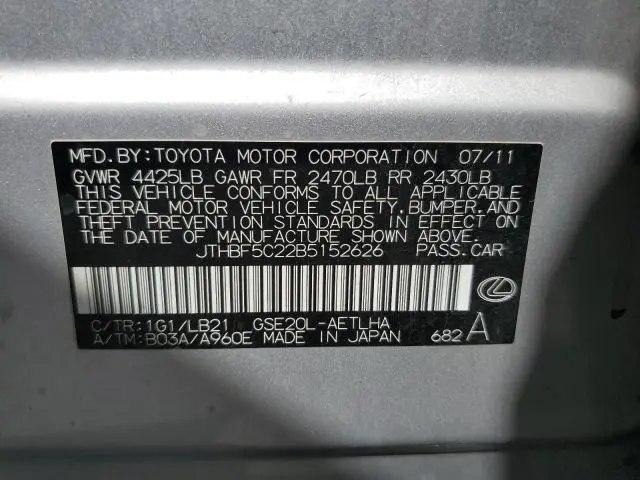 MFD. BY: TOYOTA MOTOR CORPORATION 07/11
GVWR 4425LB GAWR FR 2470LB RR 2430LB
THIS VEHICLE CONFORMS TO ALL APPLICABLE
FEDERAL MOTOR VEHICLE SAFETY, BUMPER, AND
THEFT PREVENTION STANDARDS IN EFFECT ON
THE DATE OF MANUFACTURE SHOWN ABOVE.
JTHBF5C22B5152626 PASS. CAR
C/TR: 1G1/LB21 GSE20L-AETLHA
A/TM: B03A/A960E MADE IN JAPAN 682 A